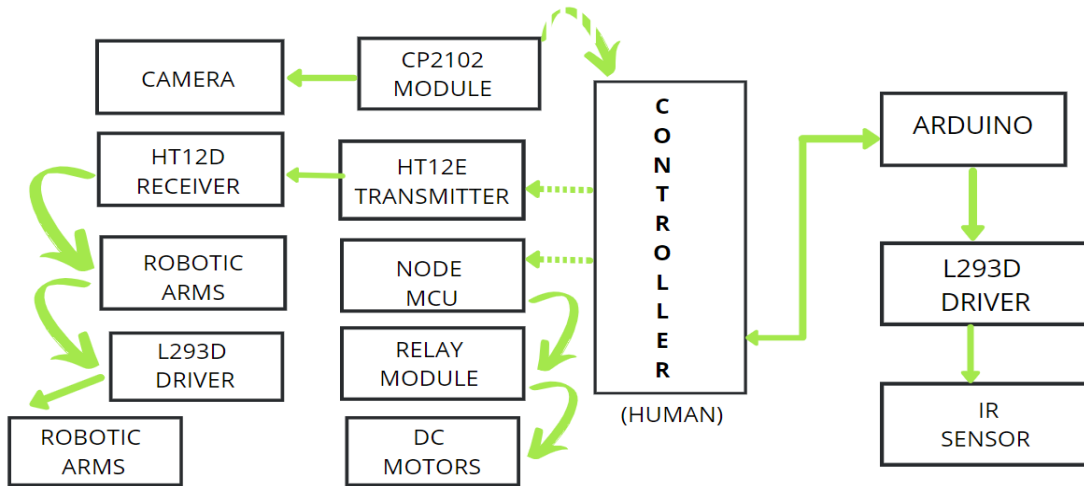 CAMERA
CP2102
MODULE
HT12D
RECEIVER
HT12E
TRANSMITTER
ROBOTIC
ARMS
NODE
MCU
L293D
DRIVER
RELAY
MODULE
ROBOTIC
ARMS
DC
MOTORS
CONTROLLER
(HUMAN)
ARDUINO
L293D
DRIVER
IR
SENSOR